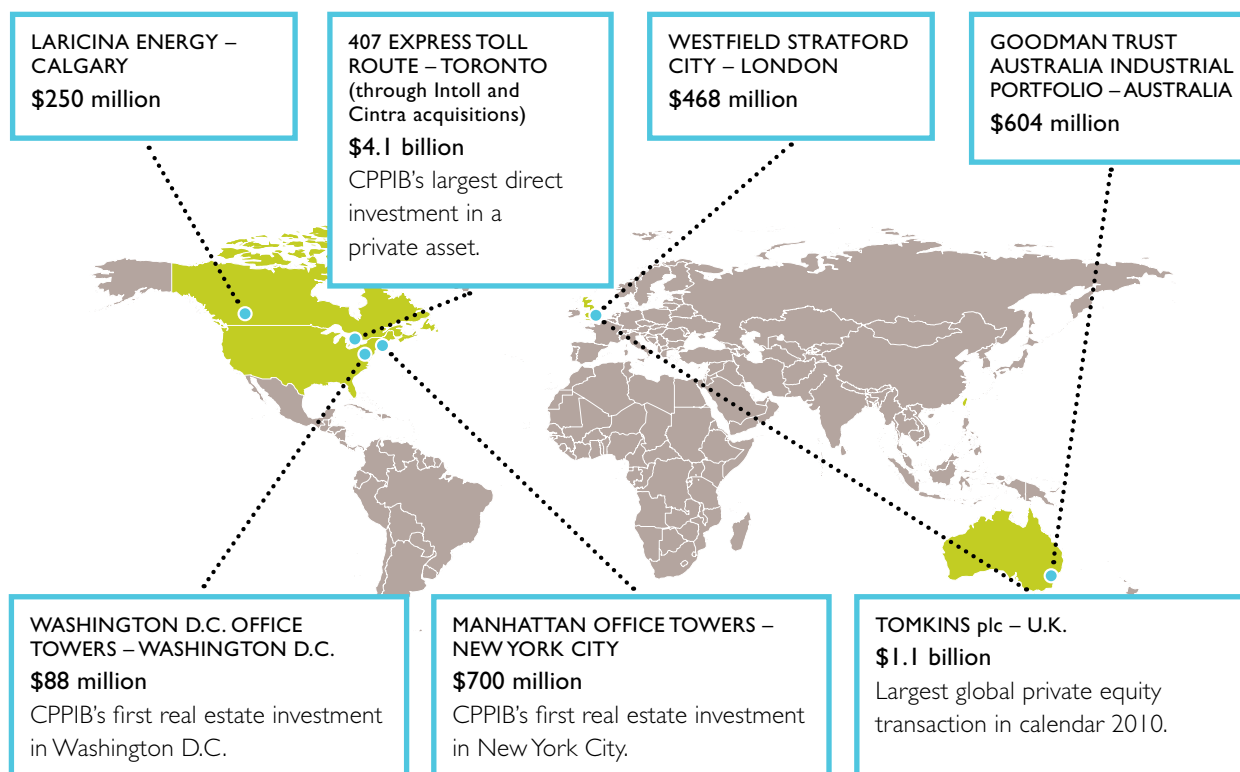 LARICINA ENERGY –
CALGARY
$250 million
407 EXPRESS TOLL
ROUTE – TORONTO
(through Intoll and
Cintra acquisitions)
$4.1 billion
CPPIB's largest direct
investment in a
private asset.
WESTFIELD STRATFORD
CITY – LONDON
$468 million
GOODMAN TRUST
AUSTRALIA INDUSTRIAL
PORTFOLIO – AUSTRALIA
$604 million
WASHINGTON D.C. OFFICE
TOWERS – WASHINGTON D.C.
$88 million
CPPIB's first real estate investment
in Washington D.C.
MANHATTAN OFFICE TOWERS –
NEW YORK CITY
$700 million
CPPIB's first real estate investment
in New York City.
TOMKINS plc – U.K.
$1.1 billion
Largest global private equity
transaction in calendar 2010.